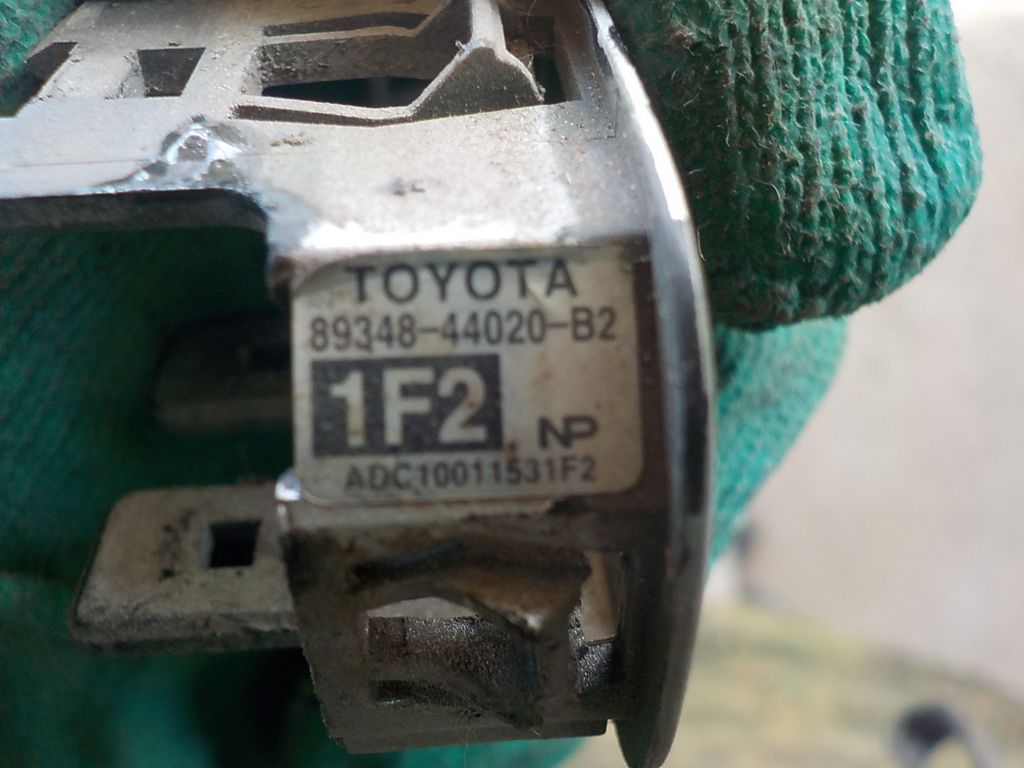 TOYOTA
89348-44020-B2
1F2
NP
ADC10011531F2